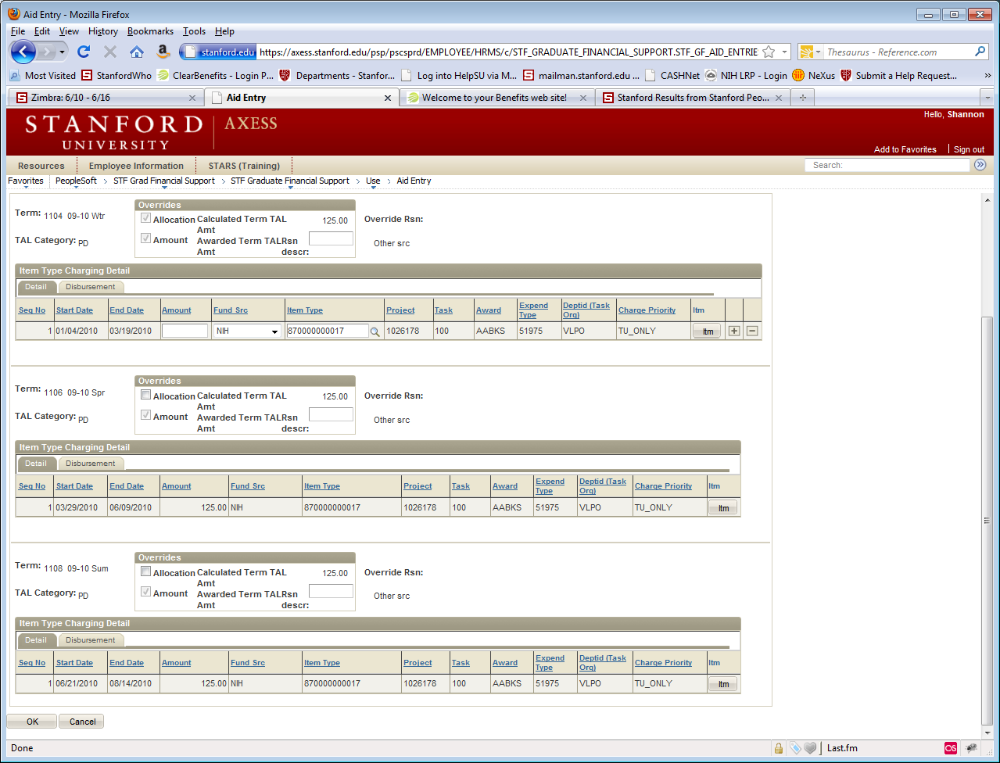 Aid Entry - Mozilla Firefox
File Edit View History Bookmarks Tools Help
stanford.edu https://axess.stanford.edu/psp/pscsprd/EMPLOYEE/HRMS/c/STF_GRADUATE_FINANCIAL_SUPPORT.STF_GF_AID_ENTRIE Thesaurus - Reference.com
Most Visited StanfordWho ClearBenefits - Login P... Departments - Stanfor... Log into HelpSU via M... mailman.stanford.edu ... CASHNet NIH LRP - Login NeXus Submit a Help Request... »
Zimbra: 6/10 - 6/16 Aid Entry Welcome to your Benefits web site! Stanford Results from Stanford Peo...
STANFORD UNIVERSITY AXESS
Hello, Shannon
Add to Favorites Sign out
Resources Employee Information STARS (Training) Search:
Favorites PeopleSoft > STF Grad Financial Support > STF Graduate Financial Support > Use > Aid Entry
Term: 1104 09-10 Wtr
TAL Category: PD
Overrides
Allocation Calculated Term TAL Amt 125.00 Override Rsn:
Amount Awarded Term TAL Amt Rsn descr: Other src
Item Type Charging Detail
Detail Disbursement
Seq No Start Date End Date Amount Fund Src Item Type Project Task Award Expend Type Deptid (Task Org) Charge Priority Itm
1 01/04/2010 03/19/2010 NIH 870000000017 1026178 100 AABKS 51975 VLPO TU_ONLY Itm
Term: 1106 09-10 Spr
TAL Category: PD
Overrides
Allocation Calculated Term TAL Amt 125.00 Override Rsn:
Amount Awarded Term TAL Amt Rsn descr: Other src
Item Type Charging Detail
Detail Disbursement
Seq No Start Date End Date Amount Fund Src Item Type Project Task Award Expend Type Deptid (Task Org) Charge Priority Itm
1 03/29/2010 06/09/2010 125.00 NIH 870000000017 1026178 100 AABKS 51975 VLPO TU_ONLY Itm
Term: 1108 09-10 Sum
TAL Category: PD
Overrides
Allocation Calculated Term TAL Amt 125.00 Override Rsn:
Amount Awarded Term TAL Amt Rsn descr: Other src
Item Type Charging Detail
Detail Disbursement
Seq No Start Date End Date Amount Fund Src Item Type Project Task Award Expend Type Deptid (Task Org) Charge Priority Itm
1 06/21/2010 08/14/2010 125.00 NIH 870000000017 1026178 100 AABKS 51975 VLPO TU_ONLY Itm
OK Cancel
Done Last.fm